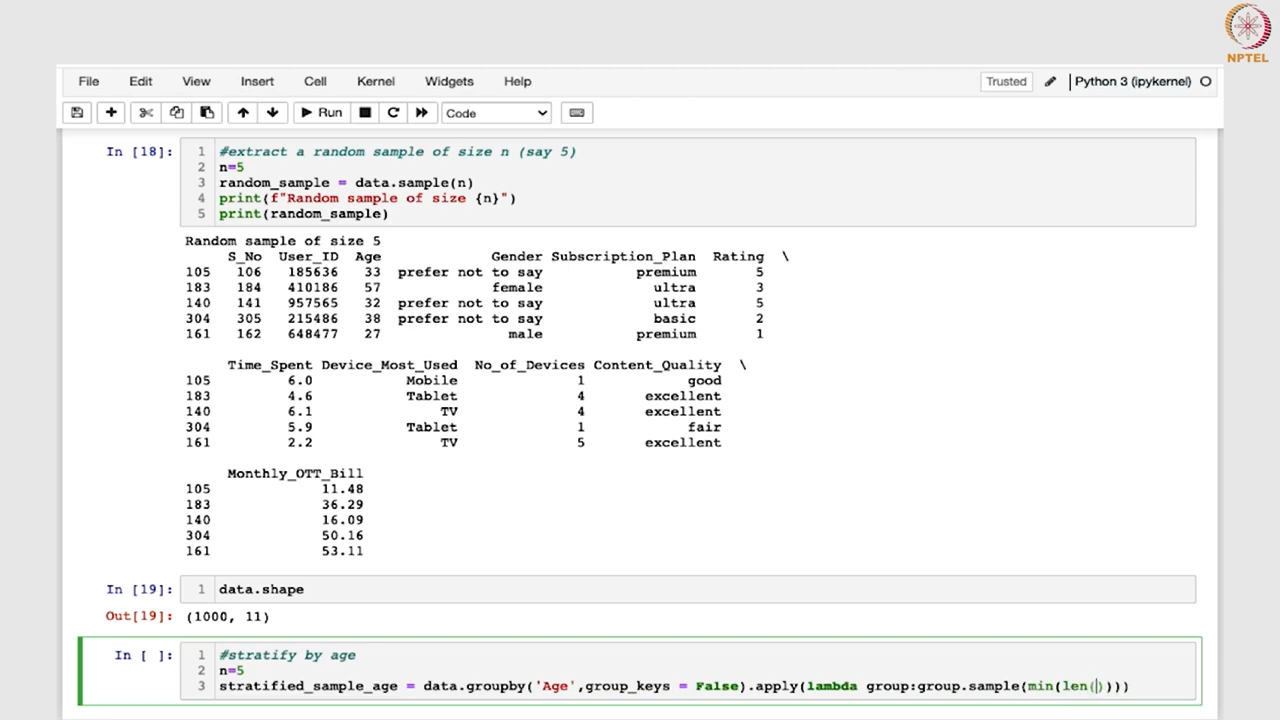 NPTEL
File Edit View Insert Cell Kernel Widgets Help Trusted Python 3 (ipykernel)
Run Code
In [18]: 1 #extract a random sample of size n (say 5)
2 n=5
3 random_sample = data.sample(n)
4 print(f"Random sample of size {n}")
5 print(random_sample)
Random sample of size 5
S_No User_ID Age Gender Subscription_Plan Rating \
105 106 185636 33 prefer not to say premium 5
183 184 410186 57 female ultra 3
140 141 957565 32 prefer not to say ultra 5
304 305 215486 38 prefer not to say basic 2
161 162 648477 27 male premium 1
Time_Spent Device_Most_Used No_of_Devices Content_Quality \
105 6.0 Mobile 1 good
183 4.6 Tablet 4 excellent
140 6.1 TV 4 excellent
304 5.9 Tablet 1 fair
161 2.2 TV 5 excellent
Monthly_OTT_Bill
105 11.48
183 36.29
140 16.09
304 50.16
161 53.11
In [19]: 1 data.shape
Out[19]: (1000, 11)
In [ ]: 1 #stratify by age
2 n=5
3 stratified_sample_age = data.groupby('Age',group_keys = False).apply(lambda group:group.sample(min(len())))